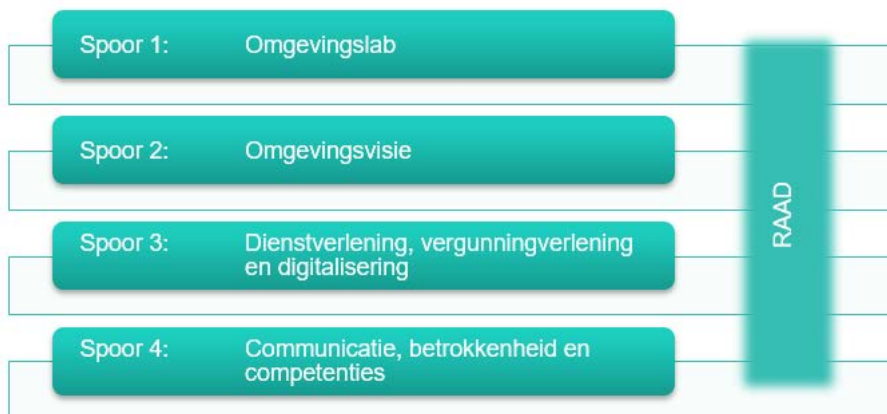 Spoor 1: Omgevingslab
Spoor 2: Omgevingsvisie
Spoor 3: Dienstverlening, vergunningverlening
en digitalisering
Spoor 4: Communicatie, betrokkenheid en
competenties
RAAD